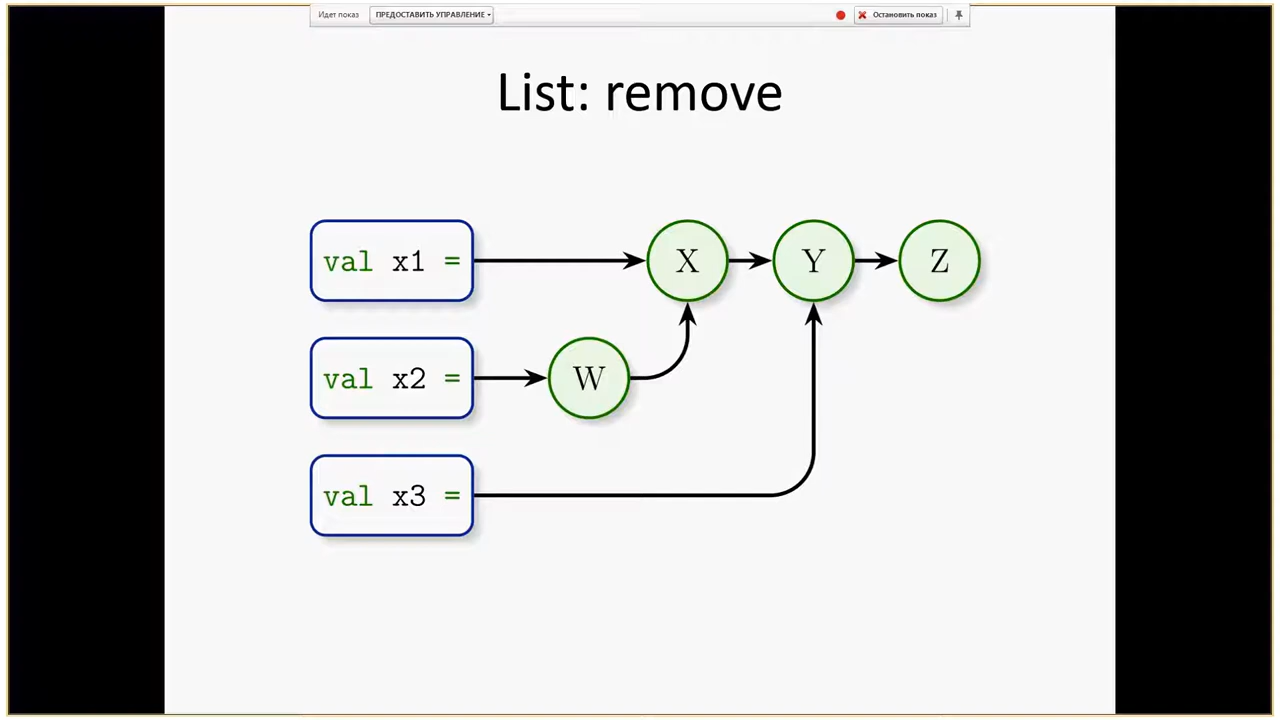 Идет показ ПРЕДОСТАВИТЬ УПРАВЛЕНИЕ Остановить показ
List: remove
val x1 = X Y Z
val x2 = W
val x3 =